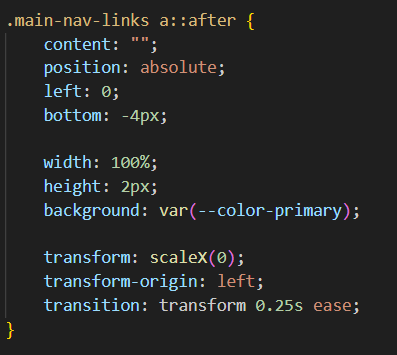 .main-nav-links a::after {
content: "";
position: absolute;
left: 0;
bottom: -4px;
width: 100%;
height: 2px;
background: var(--color-primary);
transform: scaleX(0);
transform-origin: left;
transition: transform 0.25s ease;
}